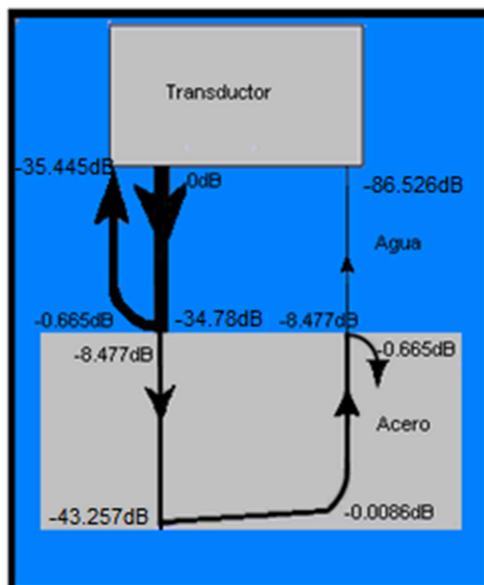 Transductor
-35.445dB
0dB
-86.526dB
Agua
-0.665dB
-34.78dB
-8.477dB
-8.477dB
-0.665dB
Acero
-43.257dB
-0.0086dB